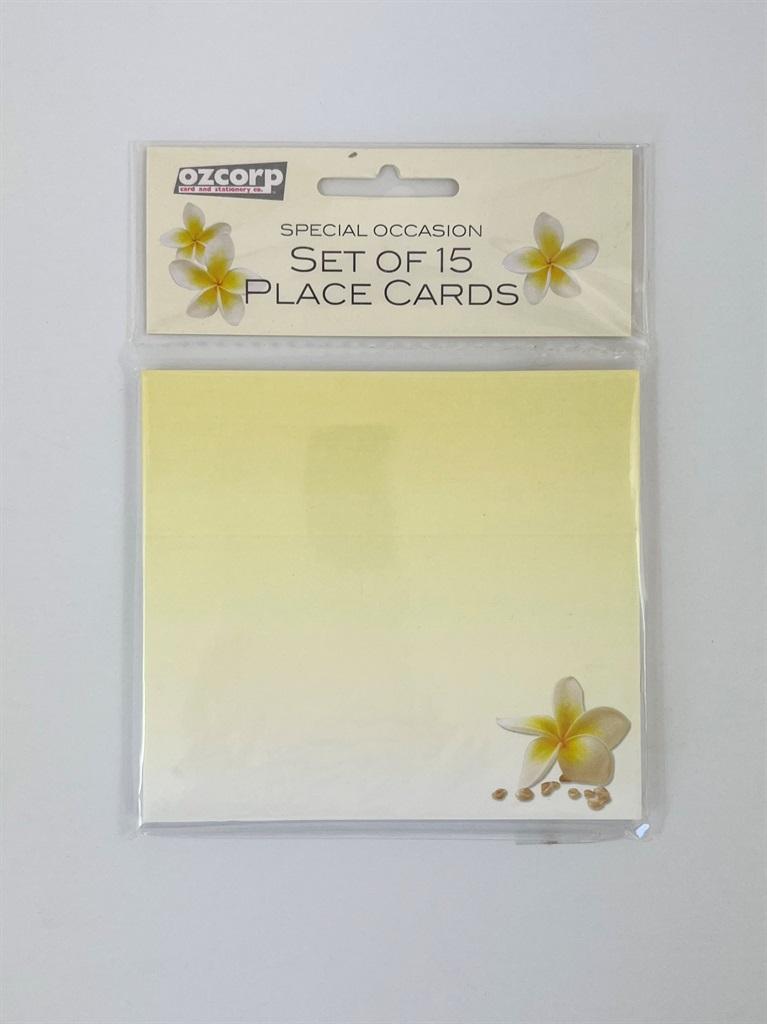 ozcorp
card and stationery co.
SPECIAL OCCASION
SET OF 15
PLACE CARDS